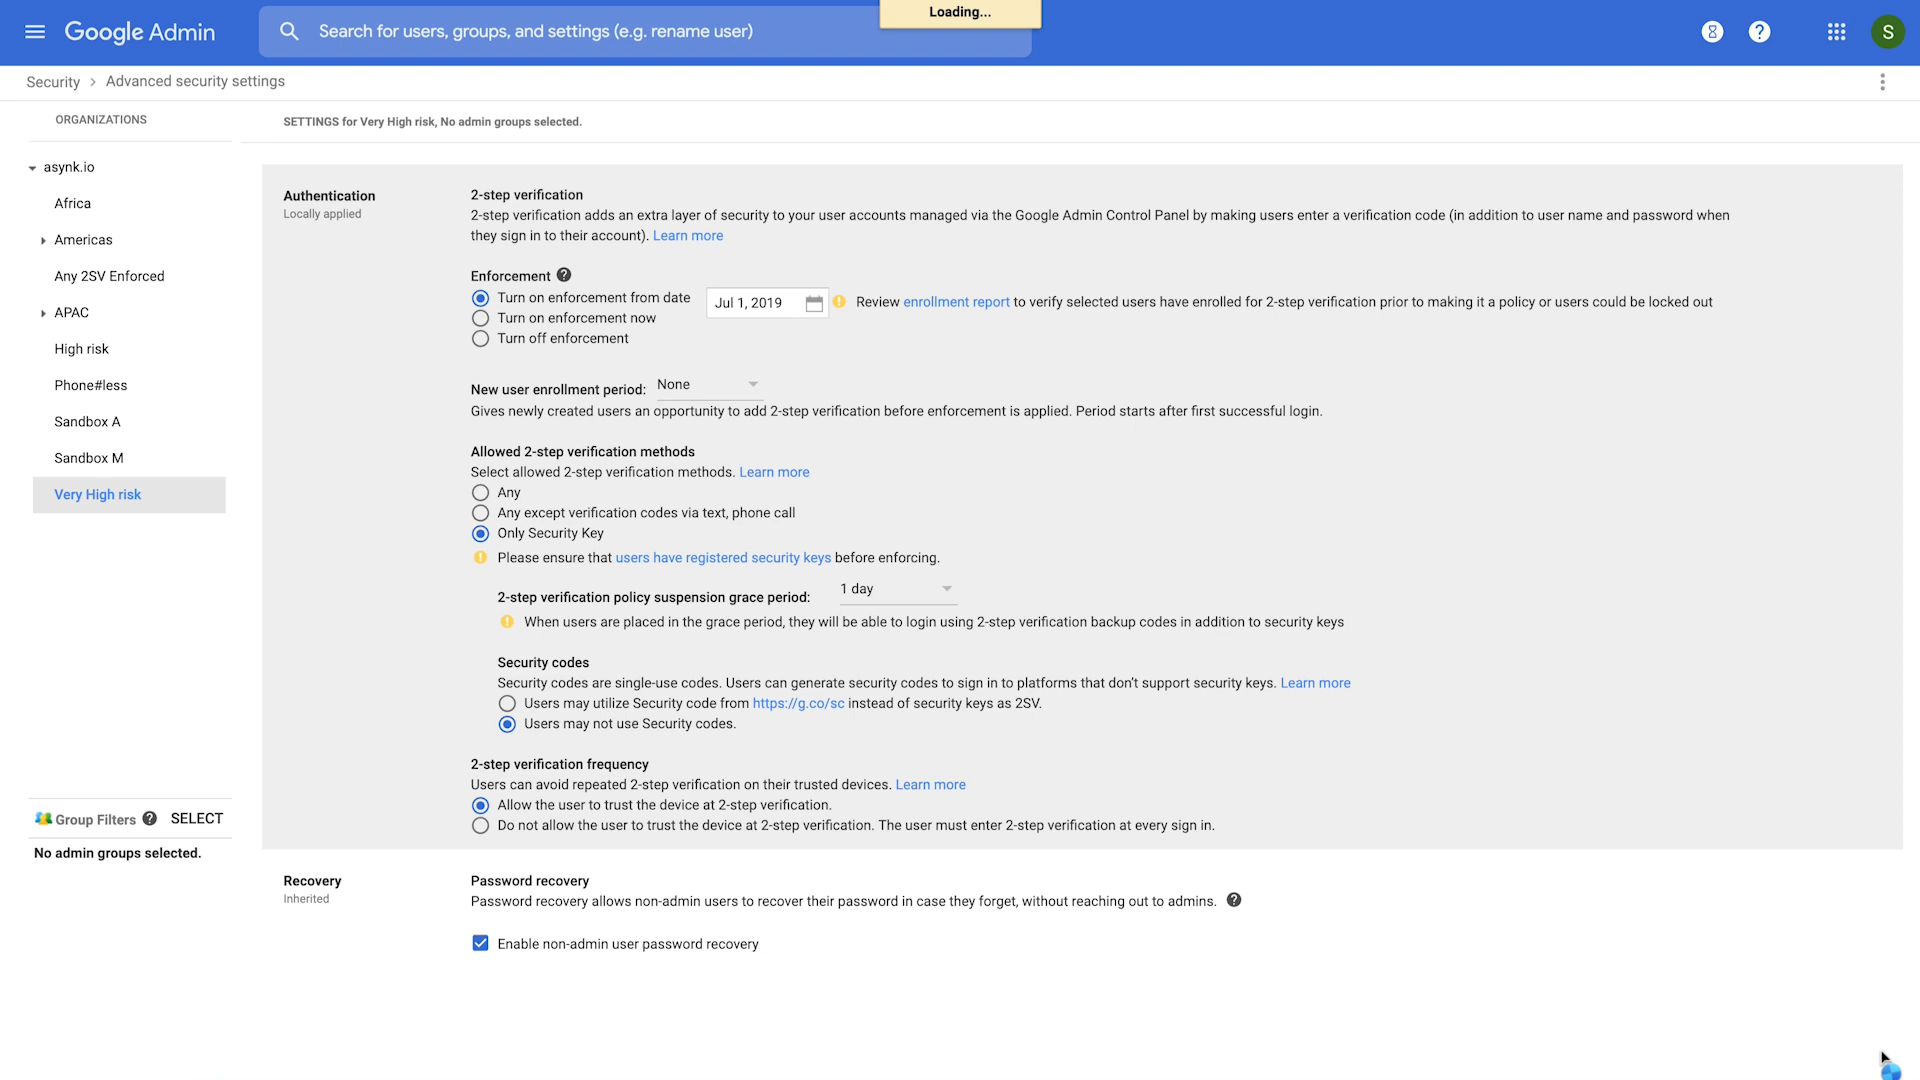 Google Admin
Search for users, groups, and settings (e.g. rename user)
Loading...
S
Security > Advanced security settings
ORGANIZATIONS
asynk.io
Africa
Americas
Any 2SV Enforced
APAC
High risk
Phone#less
Sandbox A
Sandbox M
Very High risk
Group Filters SELECT
No admin groups selected.
SETTINGS for Very High risk, No admin groups selected.
Authentication
Locally applied
2-step verification
2-step verification adds an extra layer of security to your user accounts managed via the Google Admin Control Panel by making users enter a verification code (in addition to user name and password when
they sign in to their account). Learn more
Enforcement
Turn on enforcement from date
Turn on enforcement now
Turn off enforcement
Jul 1, 2019
Review enrollment report to verify selected users have enrolled for 2-step verification prior to making it a policy or users could be locked out
New user enrollment period: None
Gives newly created users an opportunity to add 2-step verification before enforcement is applied. Period starts after first successful login.
Allowed 2-step verification methods
Select allowed 2-step verification methods. Learn more
Any
Any except verification codes via text, phone call
Only Security Key
Please ensure that users have registered security keys before enforcing.
2-step verification policy suspension grace period: 1 day
When users are placed in the grace period, they will be able to login using 2-step verification backup codes in addition to security keys
Security codes
Security codes are single-use codes. Users can generate security codes to sign in to platforms that don't support security keys. Learn more
Users may utilize Security code from https://g.co/sc instead of security keys as 2SV.
Users may not use Security codes.
2-step verification frequency
Users can avoid repeated 2-step verification on their trusted devices. Learn more
Allow the user to trust the device at 2-step verification.
Do not allow the user to trust the device at 2-step verification. The user must enter 2-step verification at every sign in.
Recovery
Inherited
Password recovery
Password recovery allows non-admin users to recover their password in case they forget, without reaching out to admins.
Enable non-admin user password recovery